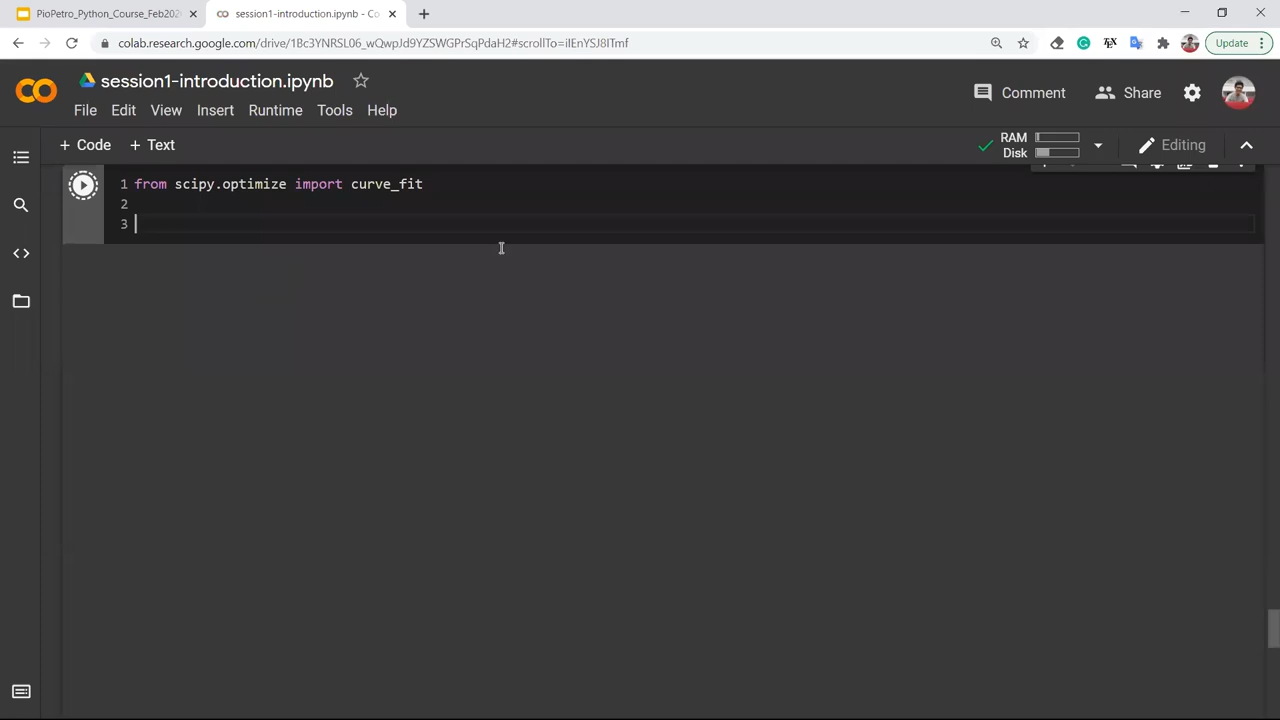 PioPetro_Python_Course_Feb202
session1-introduction.ipynb - Co
colab.research.google.com/drive/1Bc3YNRSL06_wQwpJd9YZSWGPrSqPdaH2#scrollTo=iIEnYSJ8lTmf
Update
session1-introduction.ipynb
File Edit View Insert Runtime Tools Help
Comment Share
+ Code + Text
RAM
Disk
Editing
1 from scipy.optimize import curve_fit
2
3